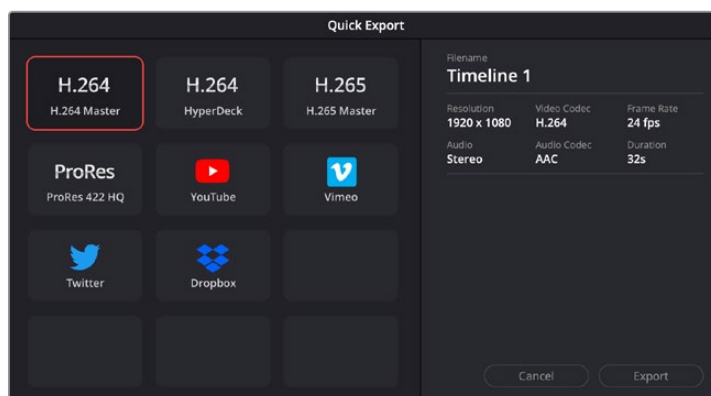 Quick Export
H.264
H.264 Master
H.264
HyperDeck
H.265
H.265 Master
ProRes
ProRes 422 HQ
YouTube
Vimeo
Twitter
Dropbox
Filename
Timeline 1
Resolution Video Codec Frame Rate
1920 x 1080 H.264 24 fps
Audio Audio Codec Duration
Stereo AAC 32s
Cancel Export